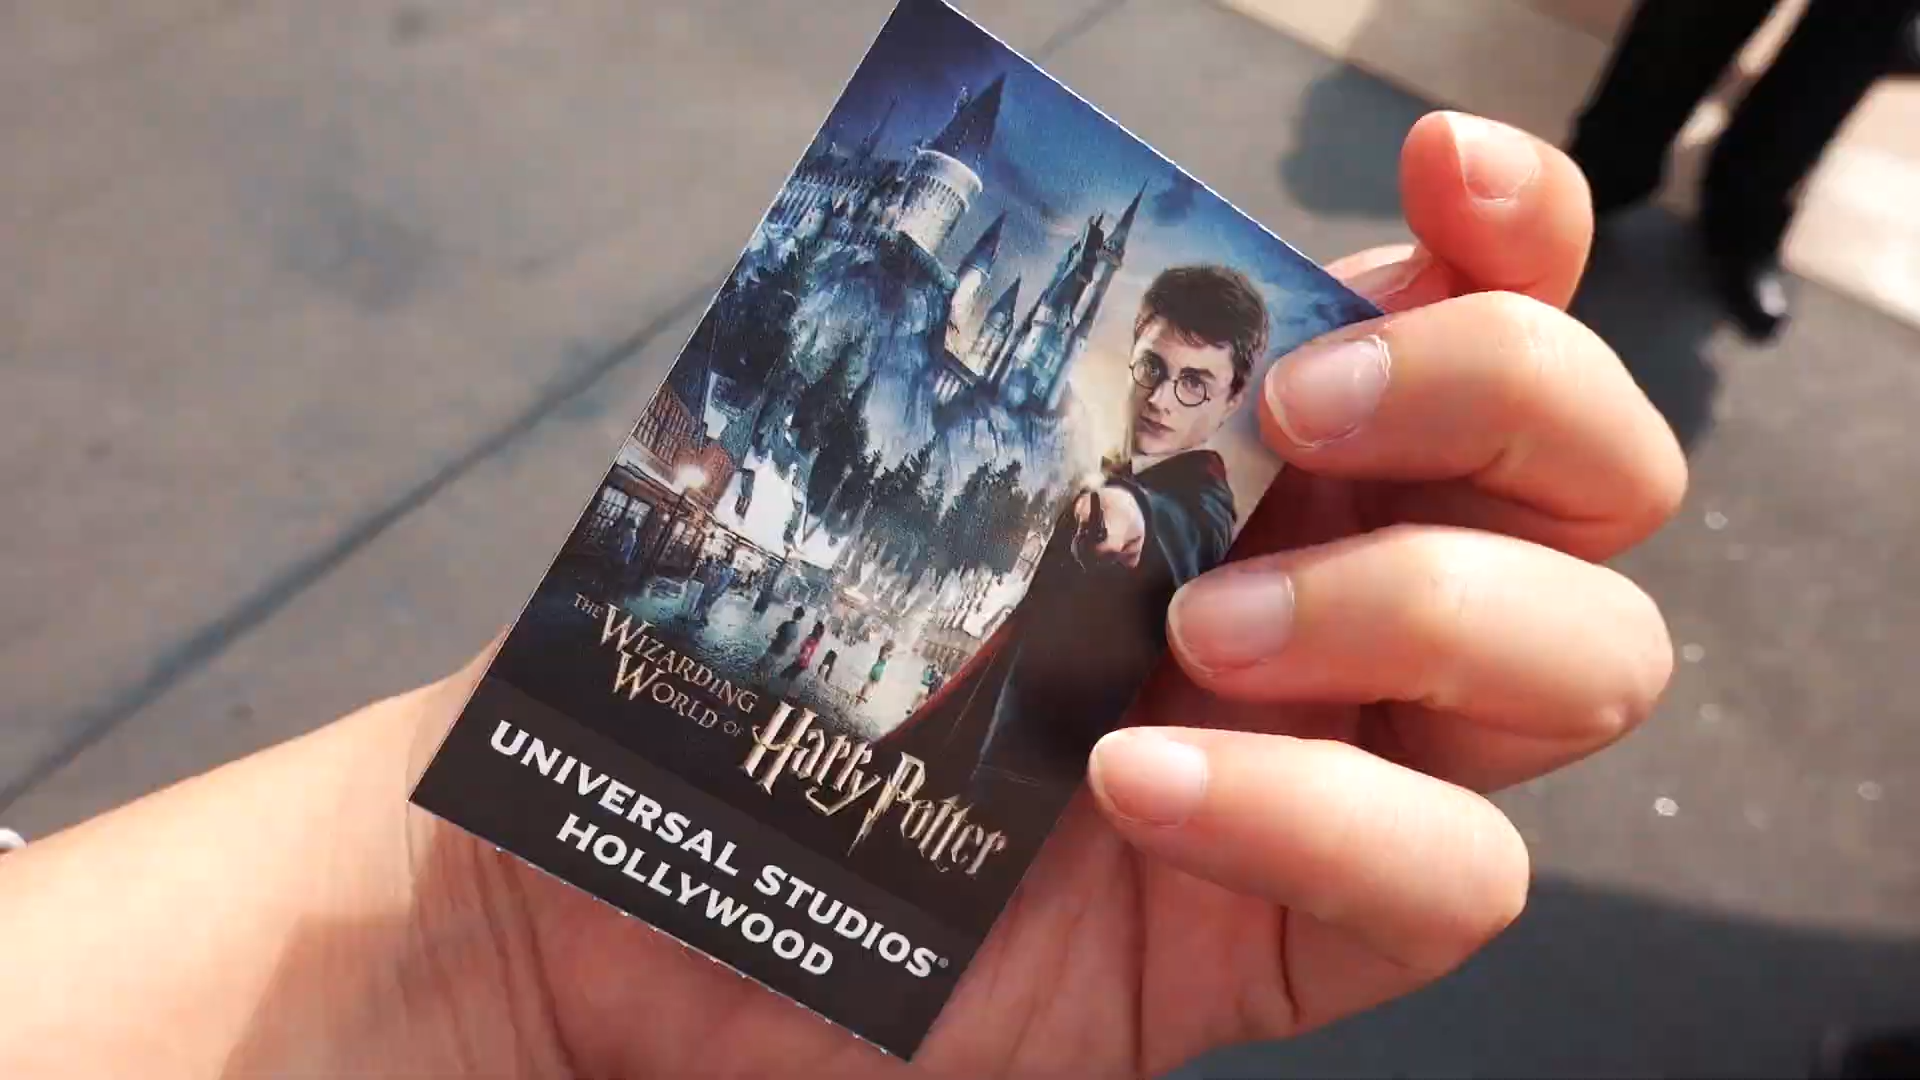 THE WIZARDING
WORLD OF
Harry Potter
UNIVERSAL STUDIOS®
HOLLYWOOD